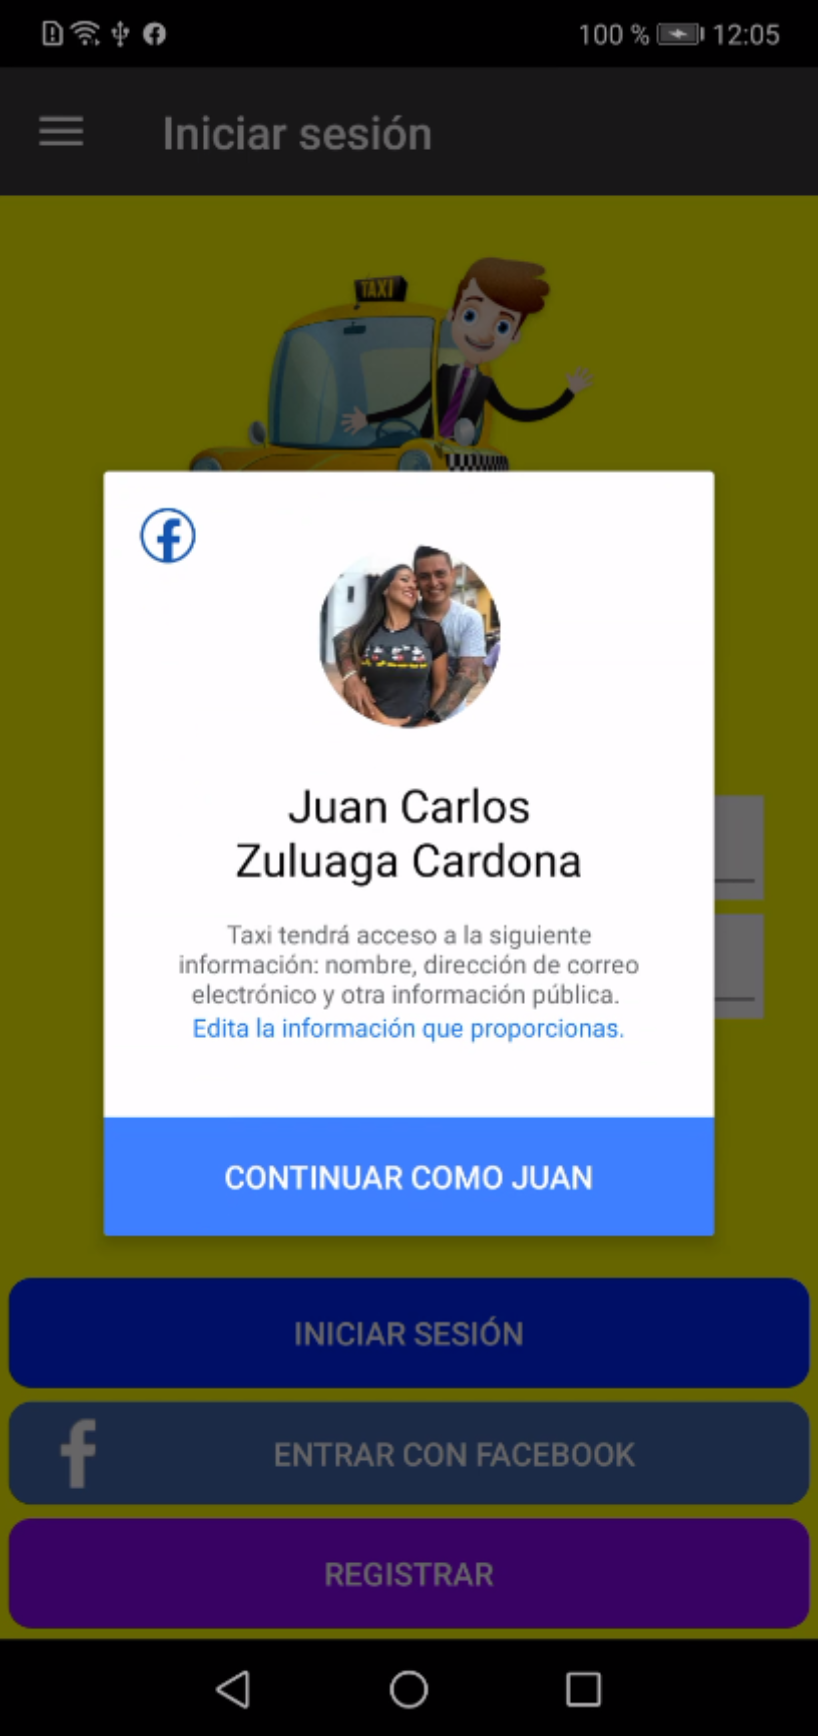 100 % 12:05
Iniciar sesión
TAXI
Juan Carlos
Zuluaga Cardona
Taxi tendrá acceso a la siguiente
información: nombre, dirección de correo
electrónico y otra información pública.
Edita la información que proporcionas.
CONTINUAR COMO JUAN
INICIAR SESIÓN
ENTRAR CON FACEBOOK
REGISTRAR